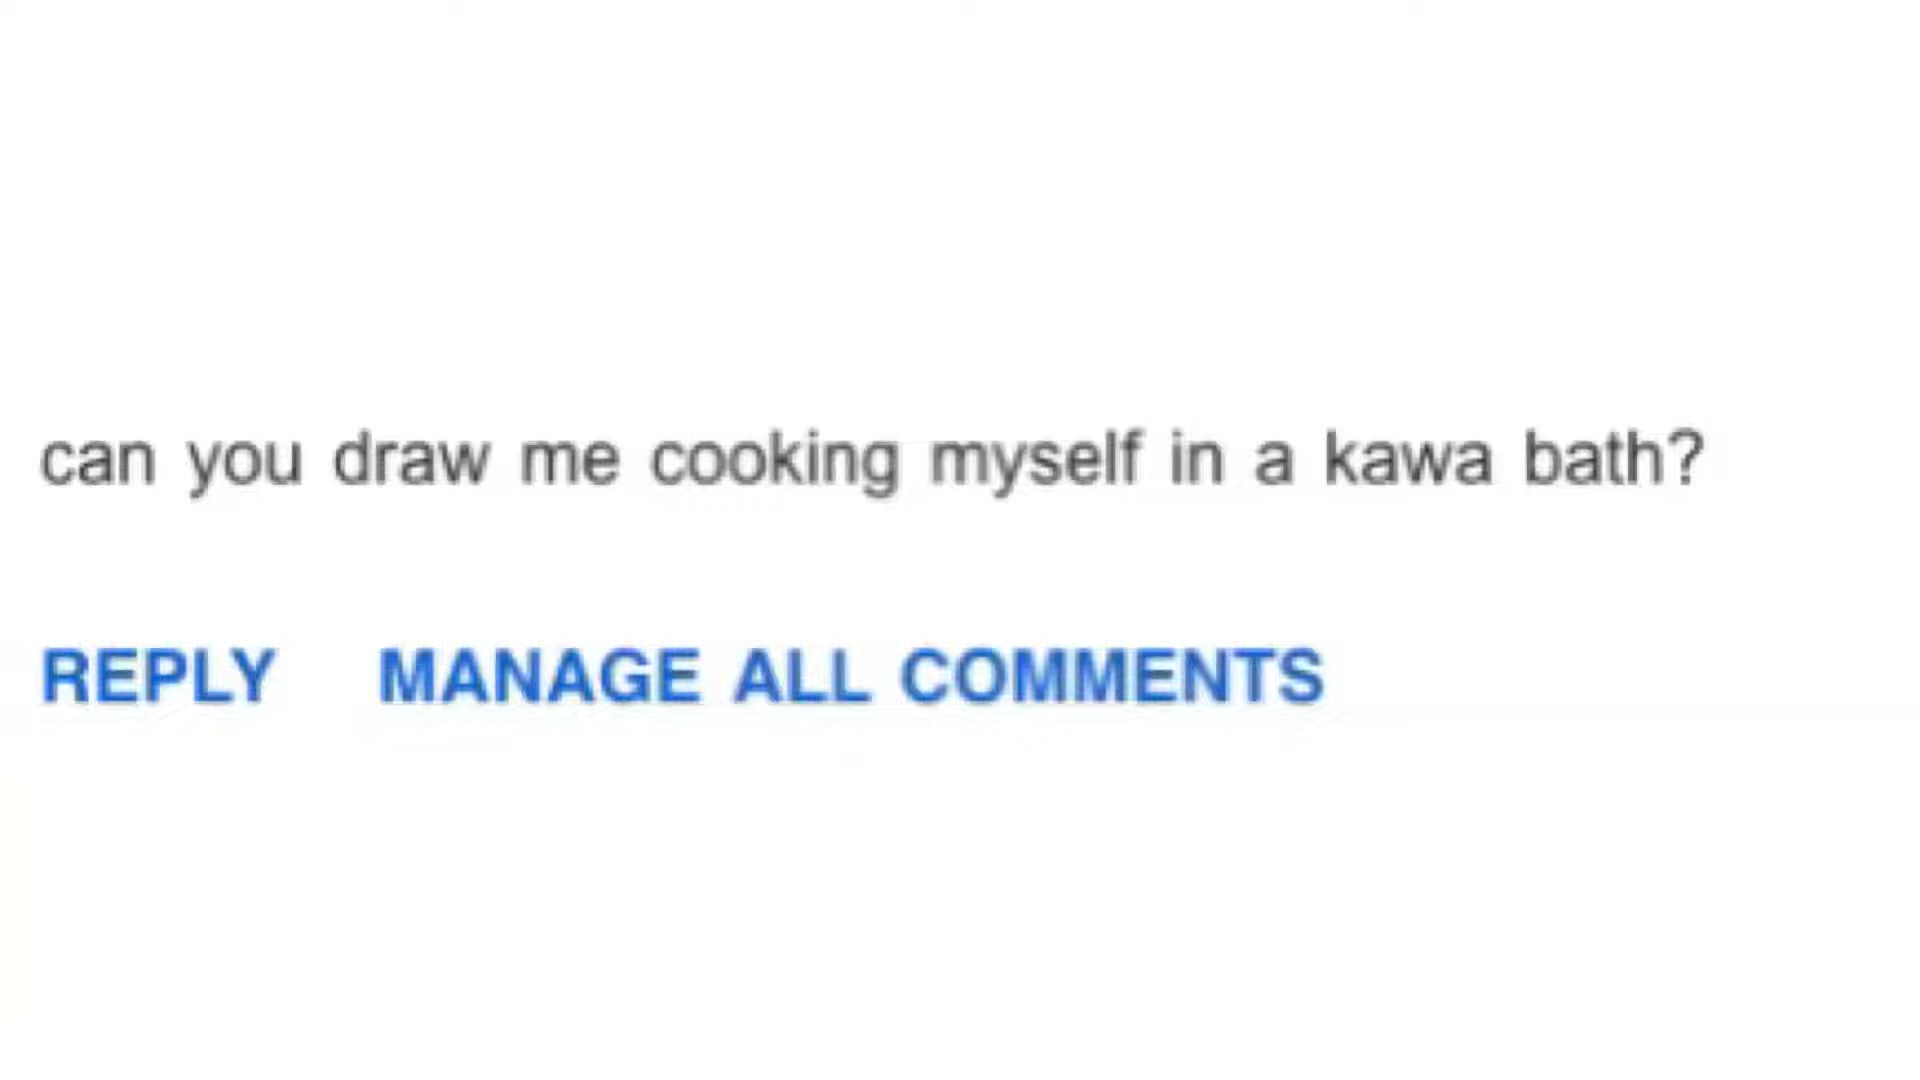 can you draw me cooking myself in a kawa bath?
REPLY MANAGE ALL COMMENTS